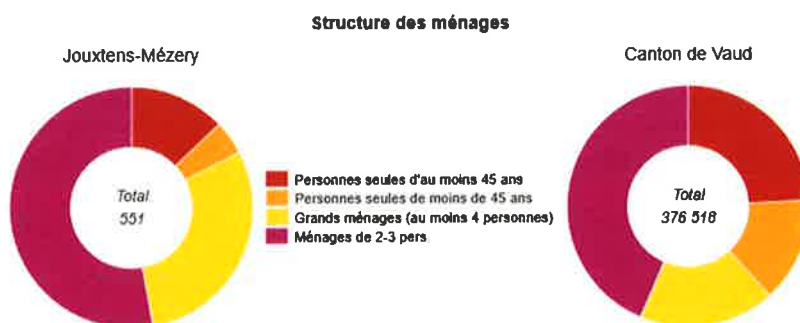 Structure des ménages
Jouxtens-Mézery
Canton de Vaud
Total
551
Personnes seules d'au moins 45 ans
Personnes seules de moins de 45 ans
Grands ménages (au moins 4 personnes)
Ménages de 2-3 pers
Total
376 518